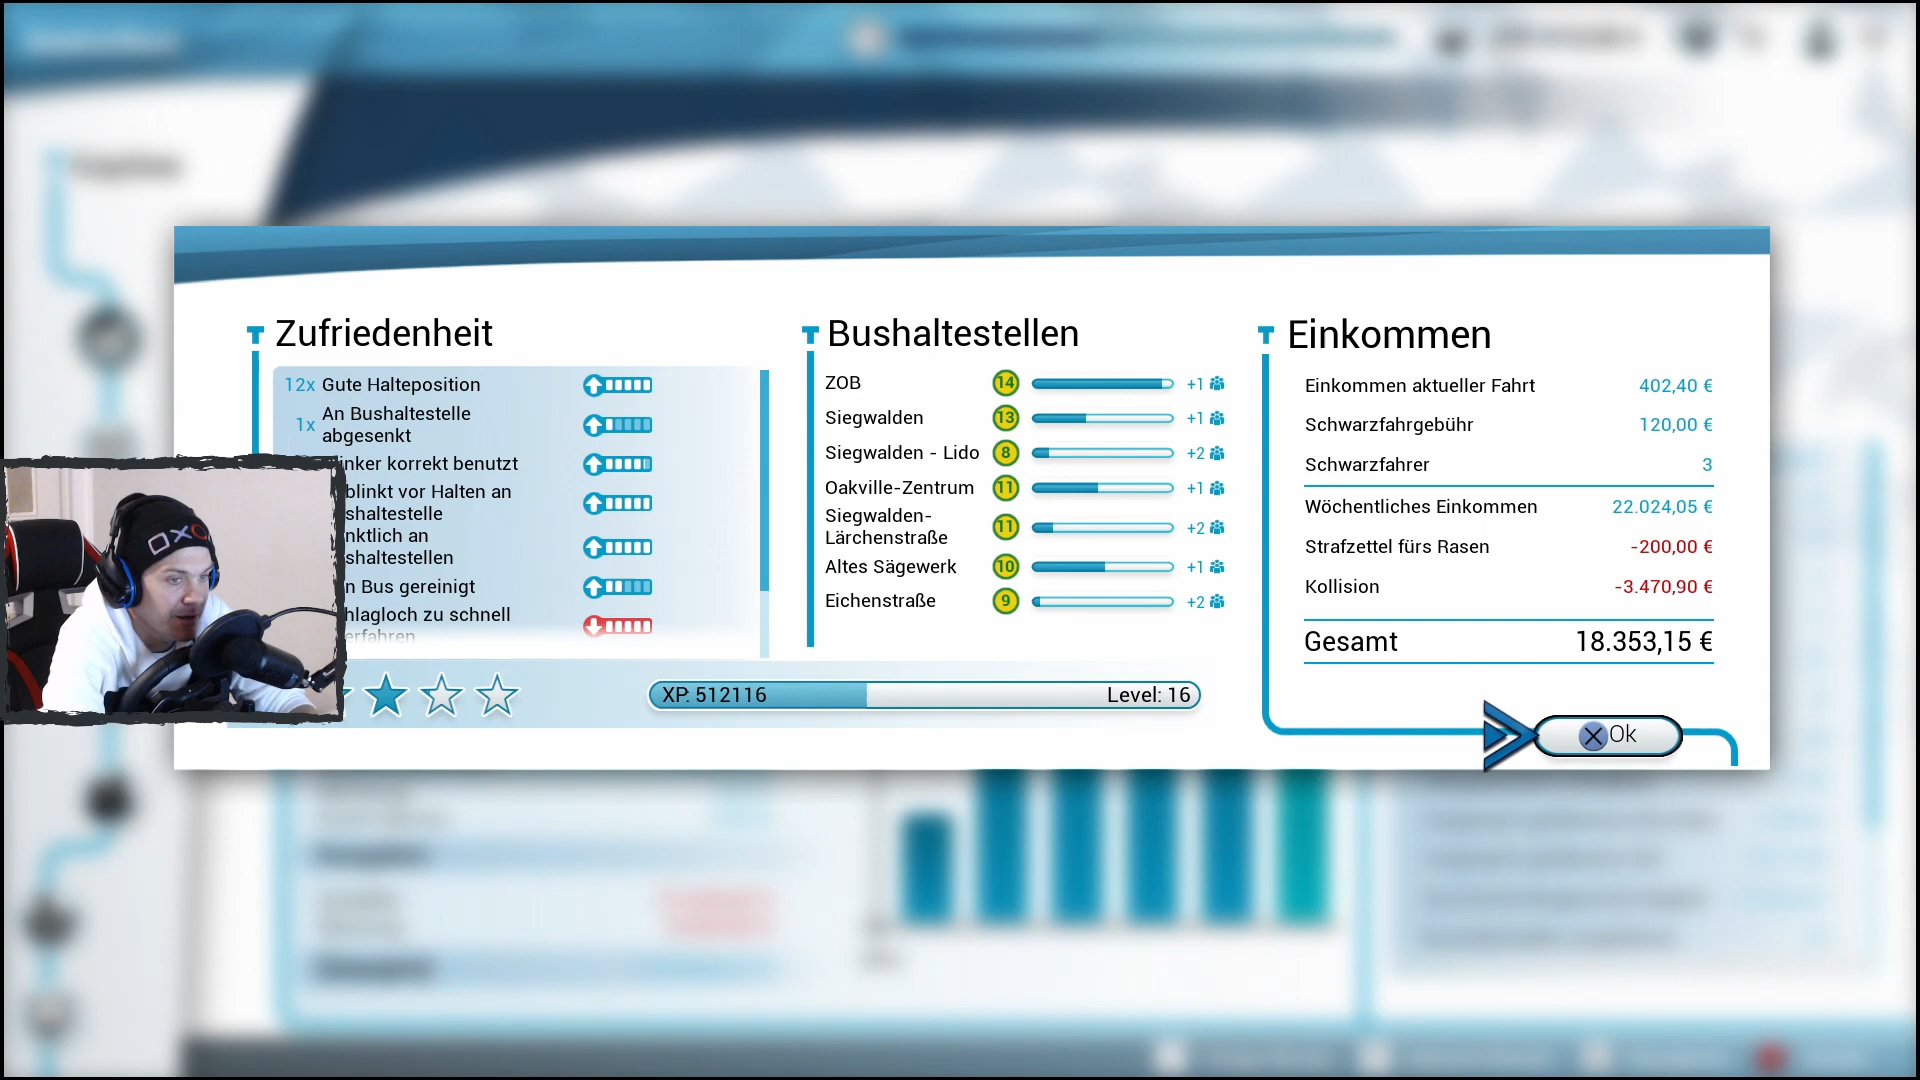 Zufriedenheit
12x Gute Halteposition
1x An Bushaltestelle
abgesenkt
inker korrekt benutzt
blinkt vor Halten an
shaltestelle
nktlich an
shaltestellen
n Bus gereinigt
hlagloch zu schnell
erfahren
XP: 512116
Level: 16
Bushaltestellen
ZOB 14 +1
Siegwalden 13 +1
Siegwalden - Lido 8 +2
Oakville-Zentrum 11 +1
Siegwalden-
Lärchenstraße 11 +2
Altes Sägewerk 10 +1
Eichenstraße 9 +2
Einkommen
Einkommen aktueller Fahrt 402,40 €
Schwarzfahrgebühr 120,00 €
Schwarzfahrer 3
Wöchentliches Einkommen 22.024,05 €
Strafzettel fürs Rasen -200,00 €
Kollision -3.470,90 €
Gesamt 18.353,15 €
Ok